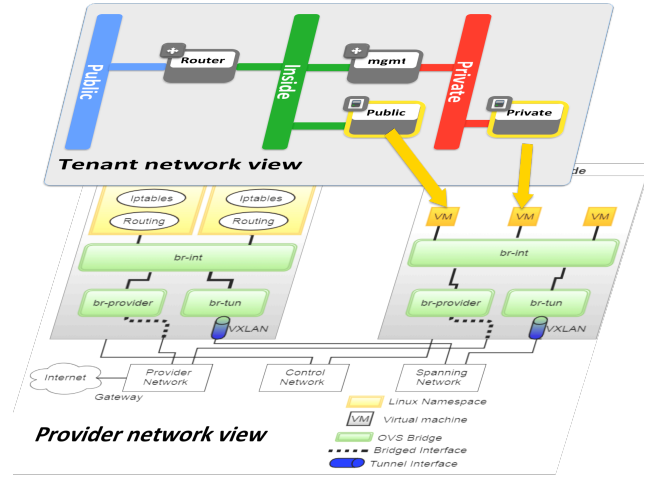 Public
Router
Inside
mgmt
Private
Public
Private
Tenant network view
de
Iptables
Iptables
Routing
Routing
VM
VM
VM
br-int
br-int
br-provider
br-tun
br-provider
br-tun
VXLAN
VXLAN
Internet
Provider
Network
Control
Network
Spanning
Network
Gateway
Linux Namespace
VM
Virtual machine
OVS Bridge
Bridged Interface
Tunnel Interface
Provider network view